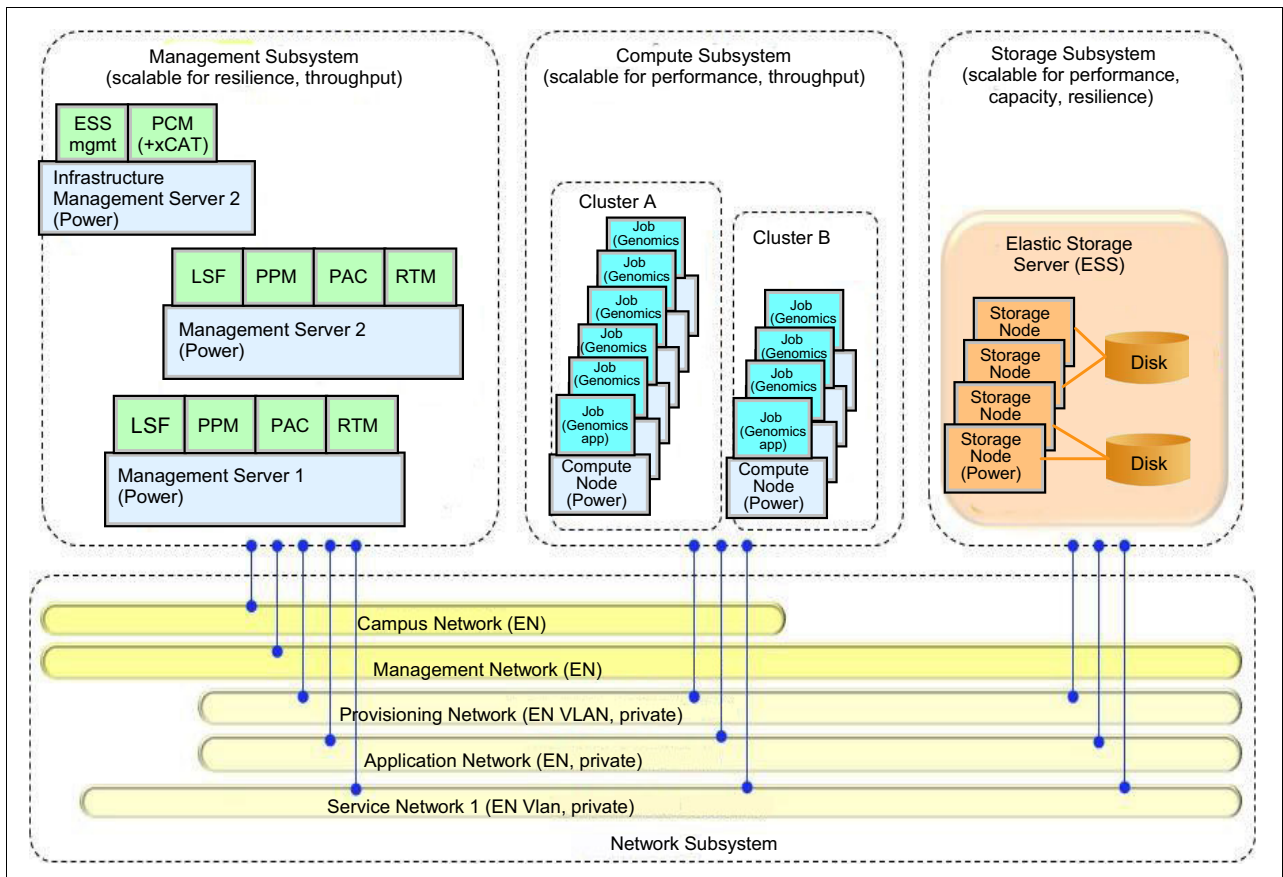 Management Subsystem
(scalable for resilience, throughput)
ESS
mgmt
PCM
(+xCAT)
Infrastructure
Management Server 2
(Power)
LSF
PPM
PAC
RTM
Management Server 2
(Power)
LSF
PPM
PAC
RTM
Management Server 1
(Power)
Compute Subsystem
(scalable for performance, throughput)
Cluster A
Job
(Genomics
Job
(Genomics
Job
(Genomics
Job
(Genomics
Job
(Genomics
Job
(Genomics
app)
Compute
Node
(Power)
Cluster B
Job
(Genomics
Job
(Genomics
Job
(Genomics
Job
(Genomics
app)
Compute
Node
(Power)
Storage Subsystem
(scalable for performance,
capacity, resilience)
Elastic Storage
Server (ESS)
Storage
Node
Storage
Node
Storage
Node
Storage
Node
(Power)
Disk
Disk
Campus Network (EN)
Management Network (EN)
Provisioning Network (EN VLAN, private)
Application Network (EN, private)
Service Network 1 (EN Vlan, private)
Network Subsystem